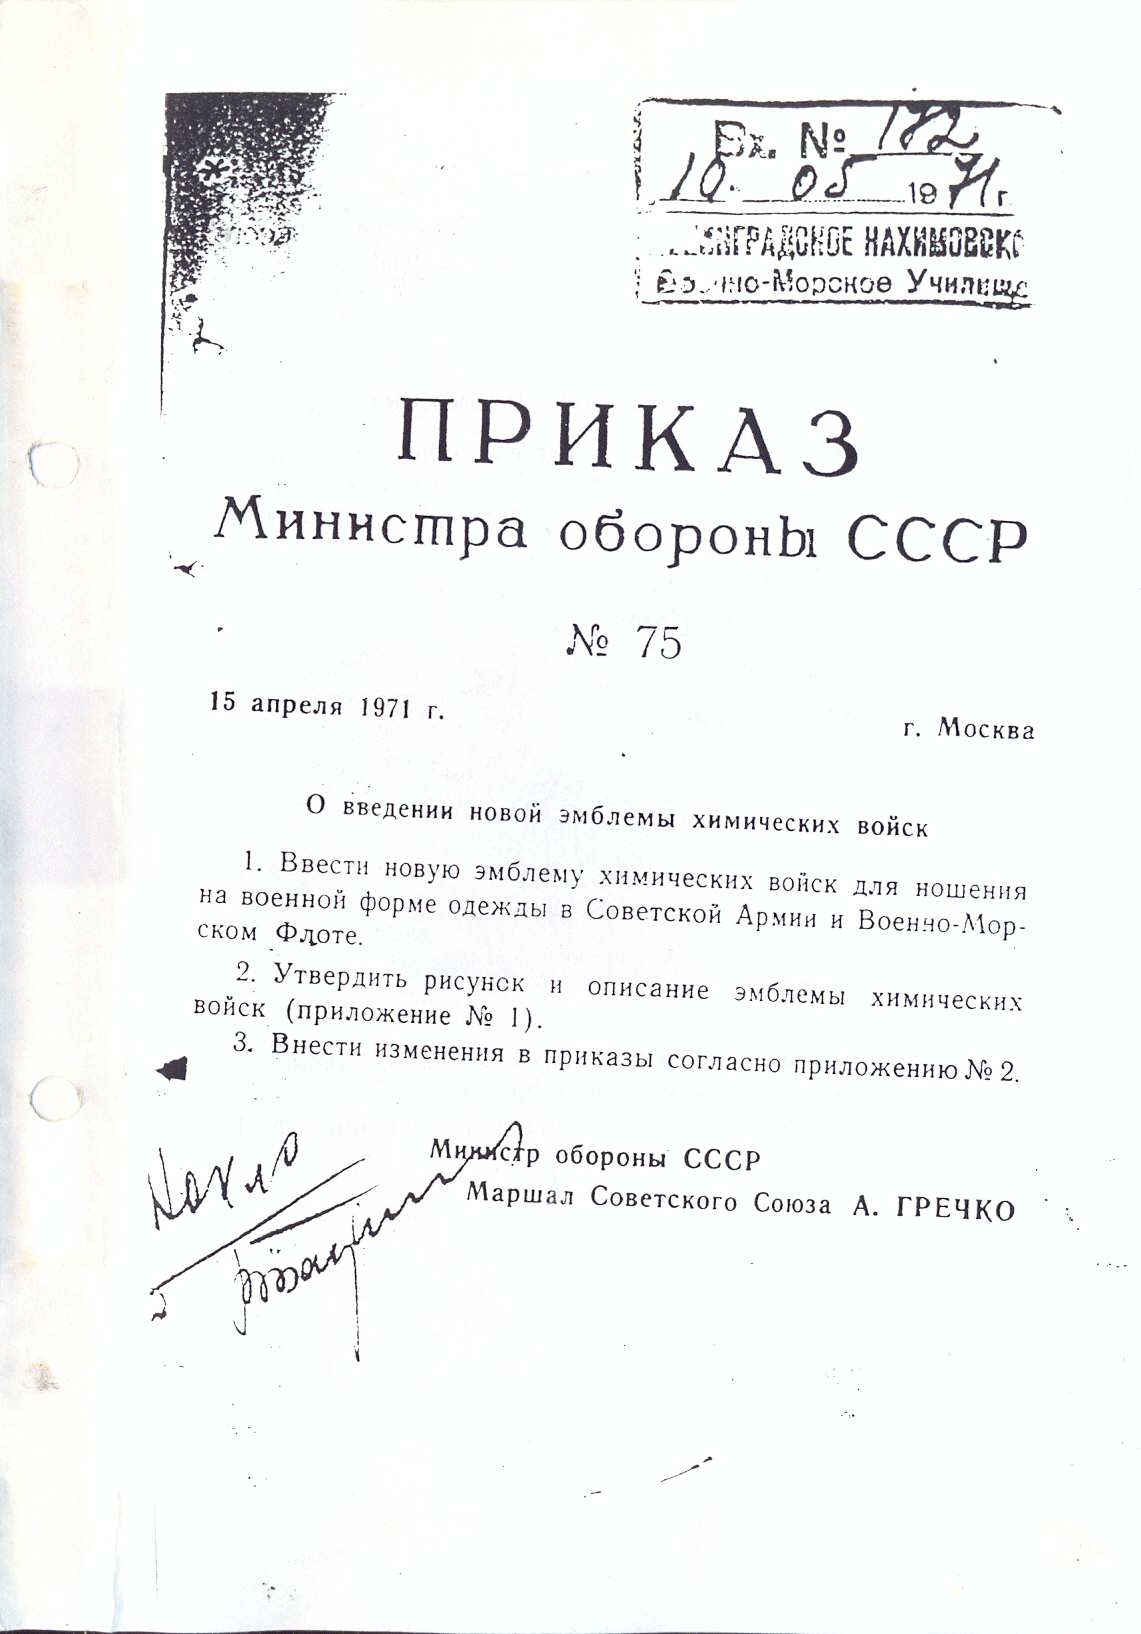 Вх. № 172
10. 05 1971 г
ЛЕНИНГРАДСКОЕ НАХИМОВСКО
Военно-Морское Училище
ПРИКАЗ
Министра обороны СССР
№ 75
15 апреля 1971 г.
г. Москва
О введении новой эмблемы химических войск
1. Ввести новую эмблему химических войск для ношения
на военной форме одежды в Советской Армии и Военно-Мор-
ском Флоте.
2. Утвердить рисунок и описание эмблемы химических
войск (приложение № 1).
3. Внести изменения в приказы согласно приложению № 2.
Министр обороны СССР
Маршал Советского Союза А. ГРЕЧКО